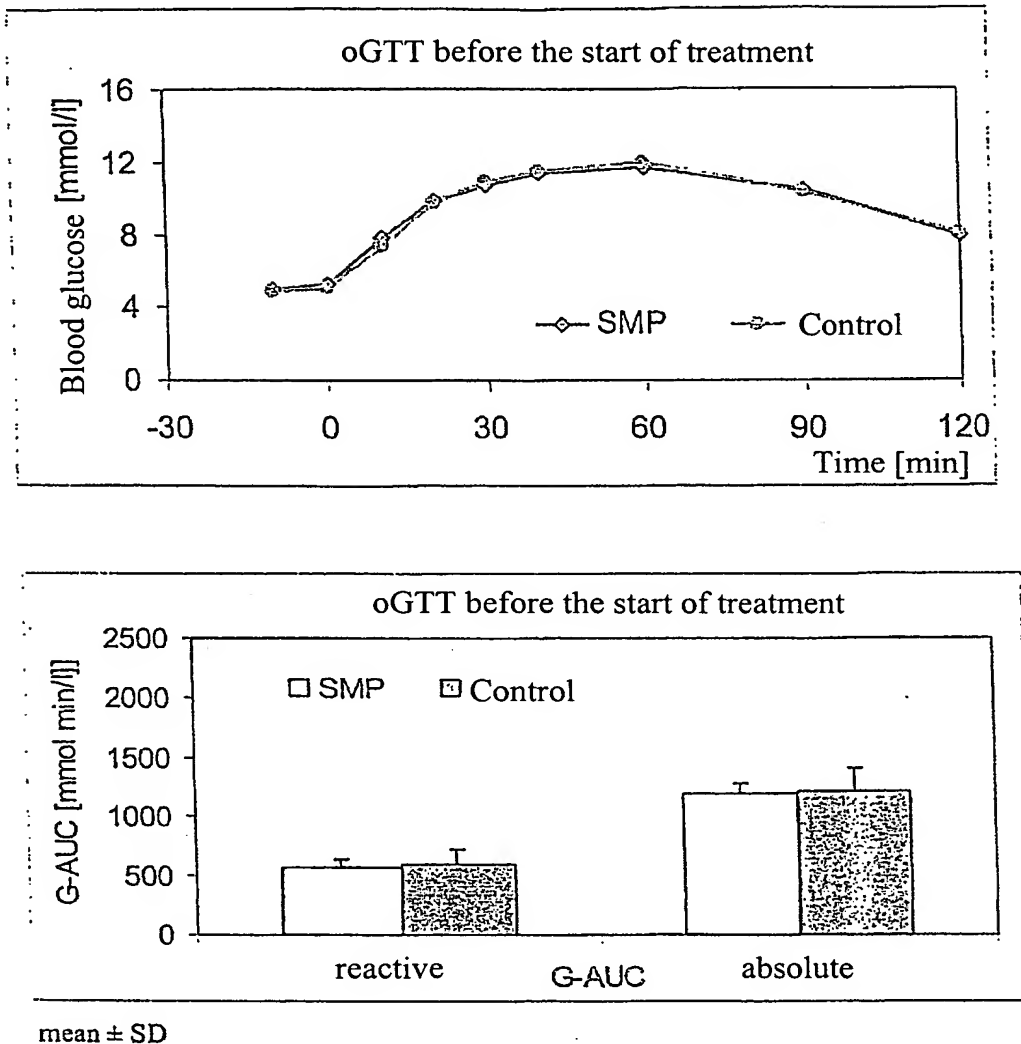 oGTT before the start of treatment
16
12
8
4
0
Blood glucose [mmol/l]
SMP Control
-30 0 30 60 90 120
Time [min]
oGTT before the start of treatment
2500
2000
1500
1000
500
0
G-AUC [mmol min/l]]
SMP Control
reactive G-AUC absolute
mean ± SD